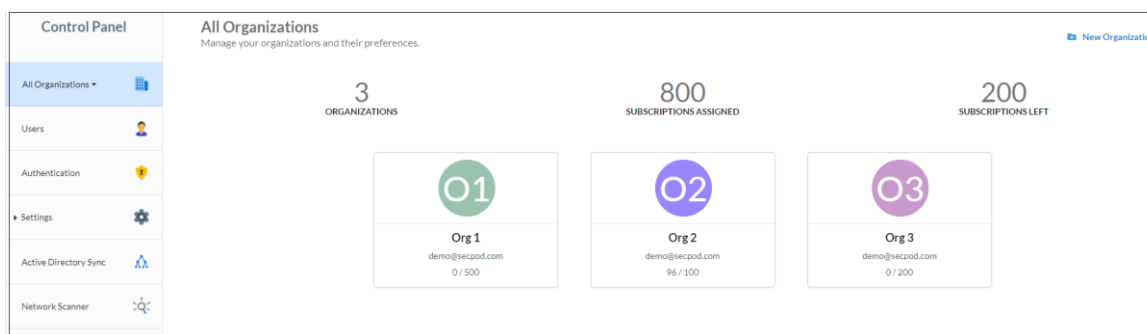 Control Panel
All Organizations
Users
Authentication
Settings
Active Directory Sync
Network Scanner
All Organizations
Manage your organizations and their preferences.
New Organizatio
3
ORGANIZATIONS
800
SUBSCRIPTIONS ASSIGNED
200
SUBSCRIPTIONS LEFT
O1
Org 1
demo@secpod.com
0 / 500
O2
Org 2
demo@secpod.com
96 / 100
O3
Org 3
demo@secpod.com
0 / 200